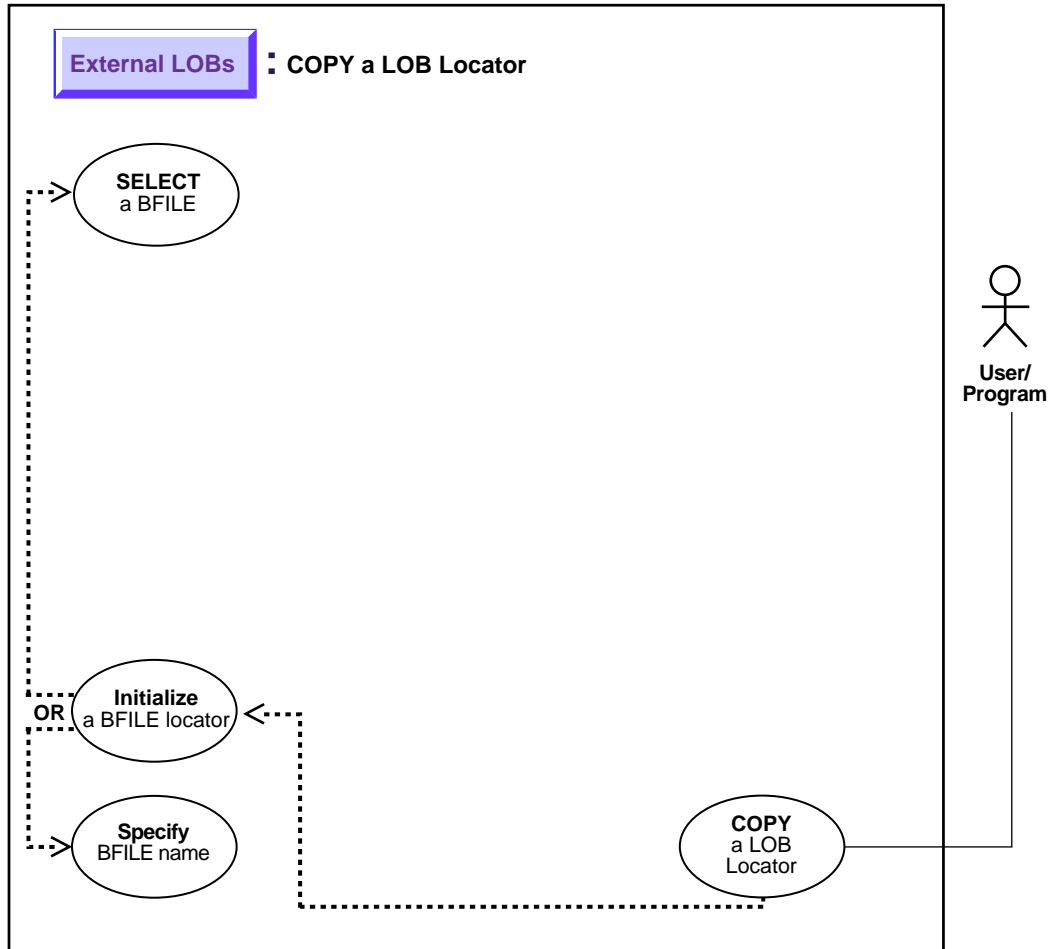 External LOBs : COPY a LOB Locator
SELECT
a BFILE
User/
Program
Initialize
OR a BFILE locator
Specify
BFILE name
COPY
a LOB
Locator